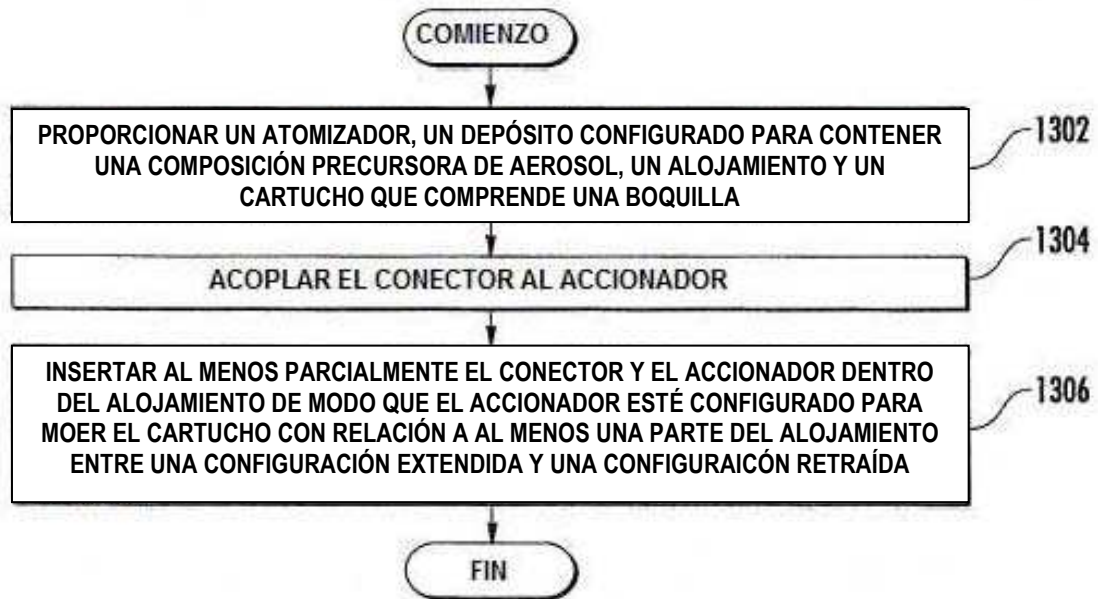 COMIENZO
PROPORCIONAR UN ATOMIZADOR, UN DEPÓSITO CONFIGURADO PARA CONTENER
UNA COMPOSICIÓN PRECURSORA DE AEROSOL, UN ALOJAMIENTO Y UN
CARTUCHO QUE COMPRENDE UNA BOQUILLA
1302
ACOPLAR EL CONECTOR AL ACCIONADOR
1304
INSERTAR AL MENOS PARCIALMENTE EL CONECTOR Y EL ACCIONADOR DENTRO
DEL ALOJAMIENTO DE MODO QUE EL ACCIONADOR ESTÉ CONFIGURADO PARA
MOER EL CARTUCHO CON RELACIÓN A AL MENOS UNA PARTE DEL ALOJAMIENTO
ENTRE UNA CONFIGURACIÓN EXTENDIDA Y UNA CONFIGURAICÓN RETRAÍDA
1306
FIN